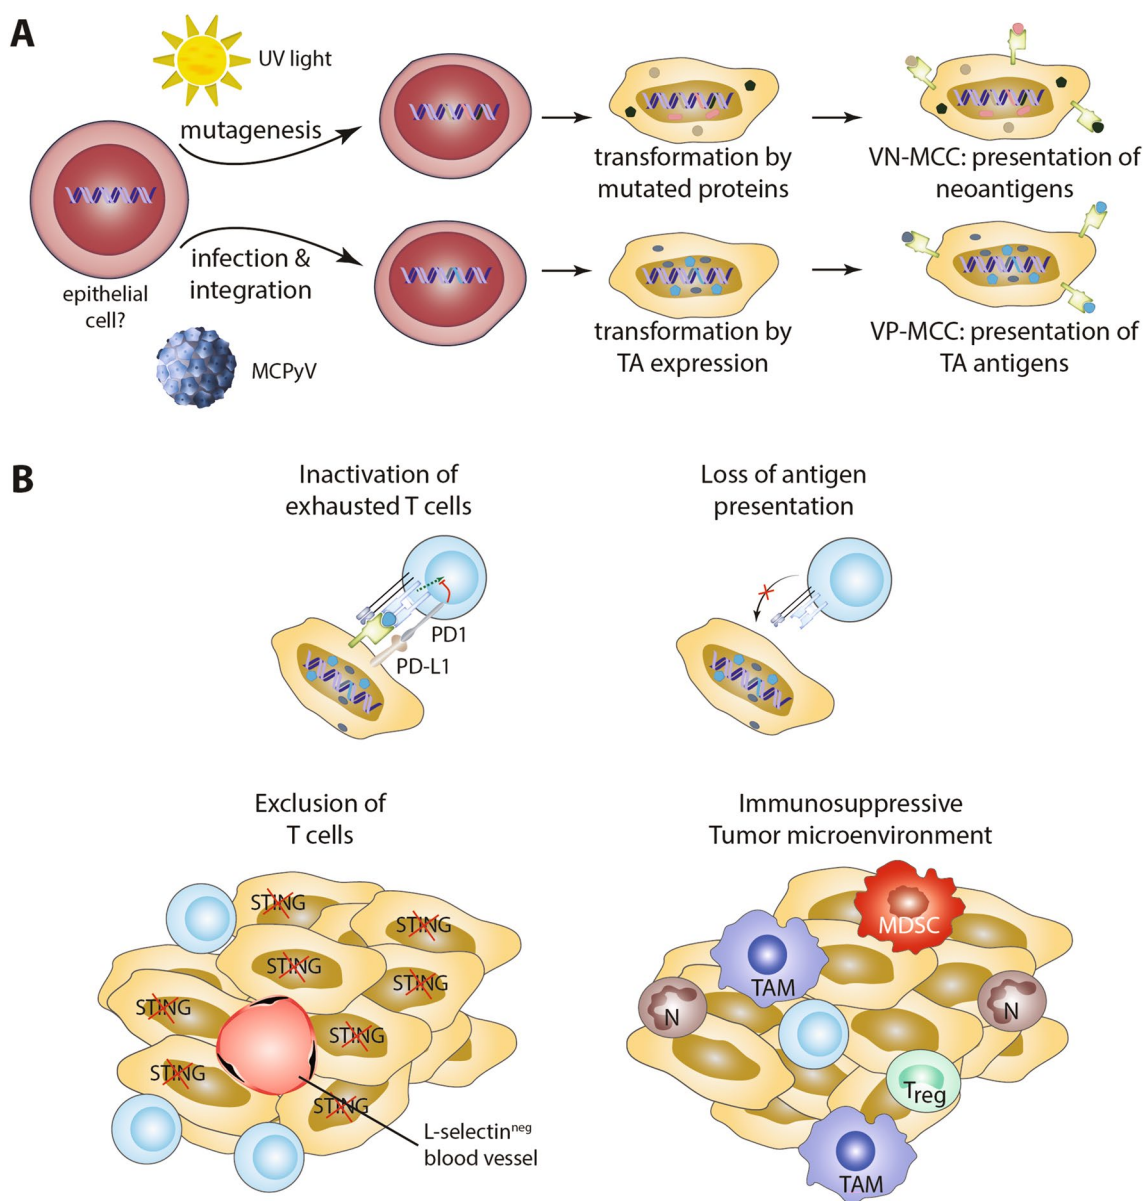 A
UV light
mutagenesis
epithelial
cell?
infection &
integration
MCPyV
transformation by
mutated proteins
VN-MCC: presentation of
neoantigens
transformation by
TA expression
VP-MCC: presentation of
TA antigens
B
Inactivation of
exhausted T cells
PD1
PD-L1
Loss of antigen
presentation
Exclusion of
T cells
STING
STING
STING
STING
STING
STING
STING
STING
L-selectinneg
blood vessel
Immunosuppressive
Tumor microenvironment
MDSC
TAM
N
N
Treg
TAM